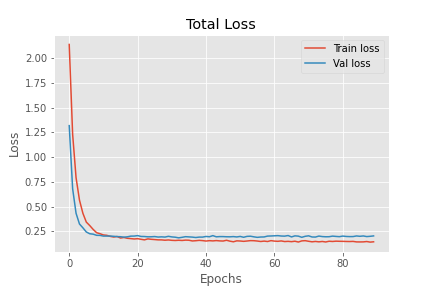 Total Loss
Train loss
Val loss
2.00
1.75
1.50
1.25
1.00
0.75
0.50
0.25
Loss
0 20 40 60 80
Epochs